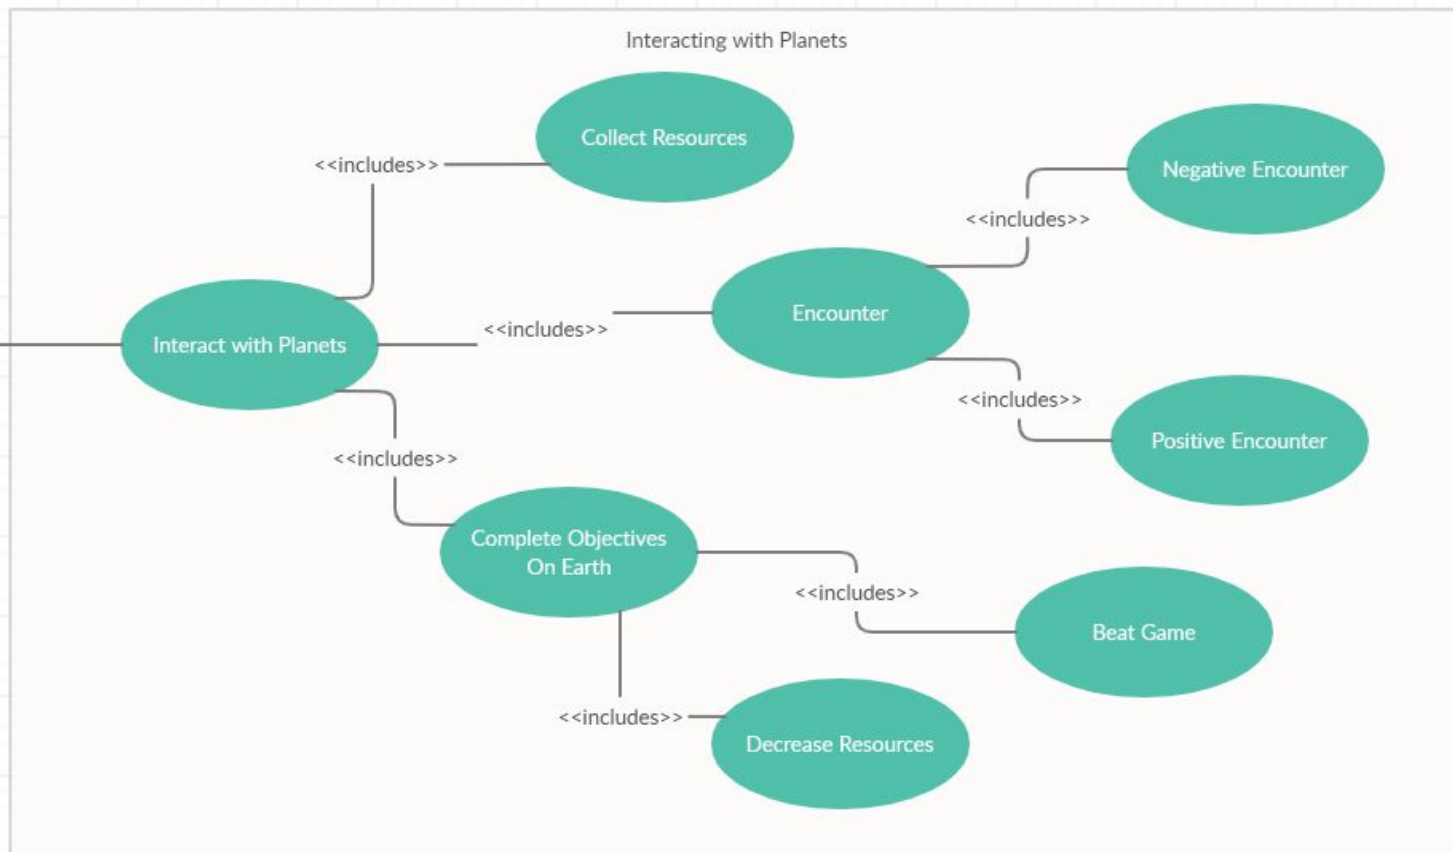 Interacting with Planets
Collect Resources
<<includes>>
Negative Encounter
<<includes>>
Encounter
<<includes>>
Interact with Planets
<<includes>>
Positive Encounter
<<includes>>
Complete Objectives
On Earth
<<includes>>
Beat Game
<<includes>>
Decrease Resources